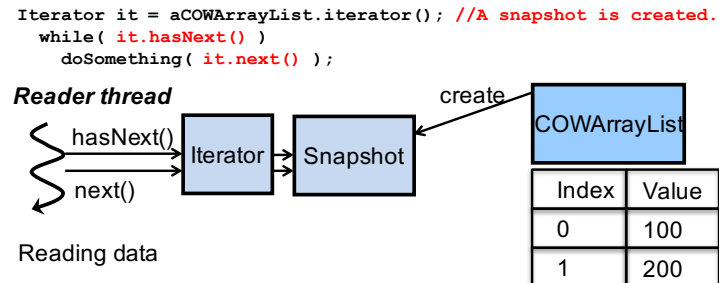 Iterator it = aCOWArrayList.iterator(); //A snapshot is created.
while( it.hasNext() )
doSomething( it.next() );
Reader thread
create
hasNext()
next()
Iterator
Snapshot
COWArrayList
Index Value
0 100
1 200
Reading data